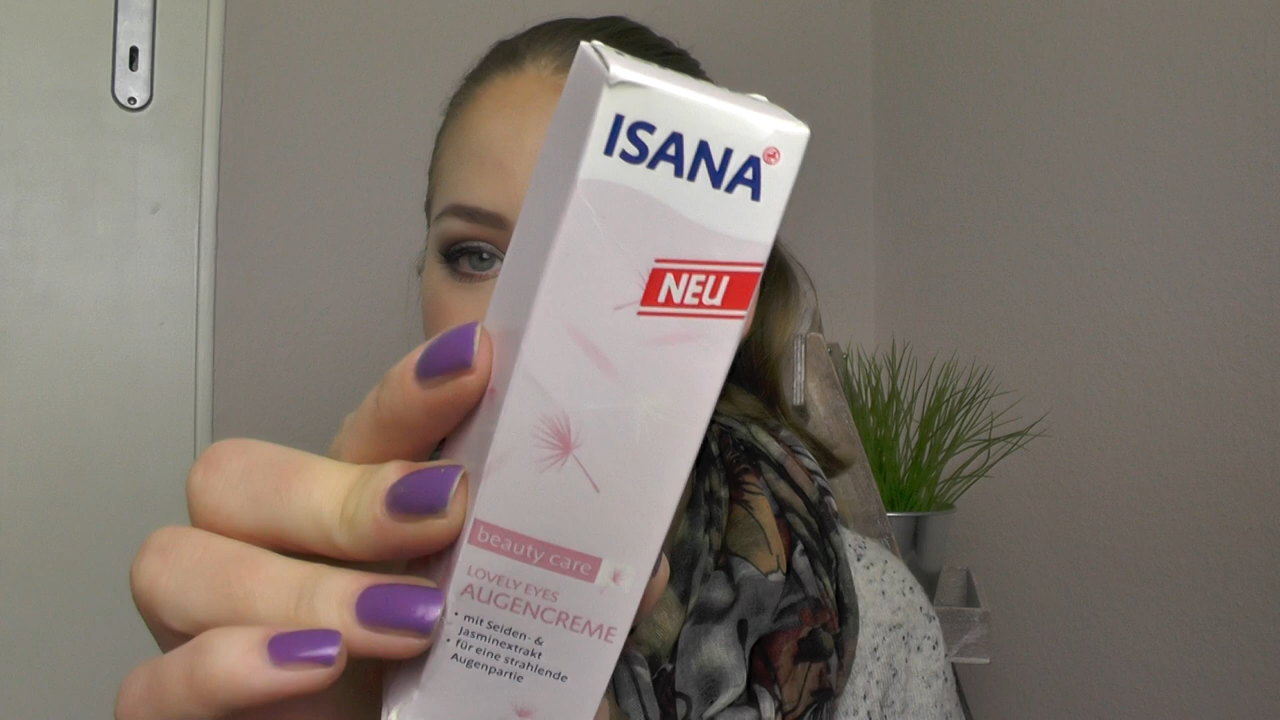 ISANA
NEU
beauty care
LOVELY EYES
AUGENCREME
• mit Seiden- &
Jasminextrakt
• für eine strahlende
Augenpartie